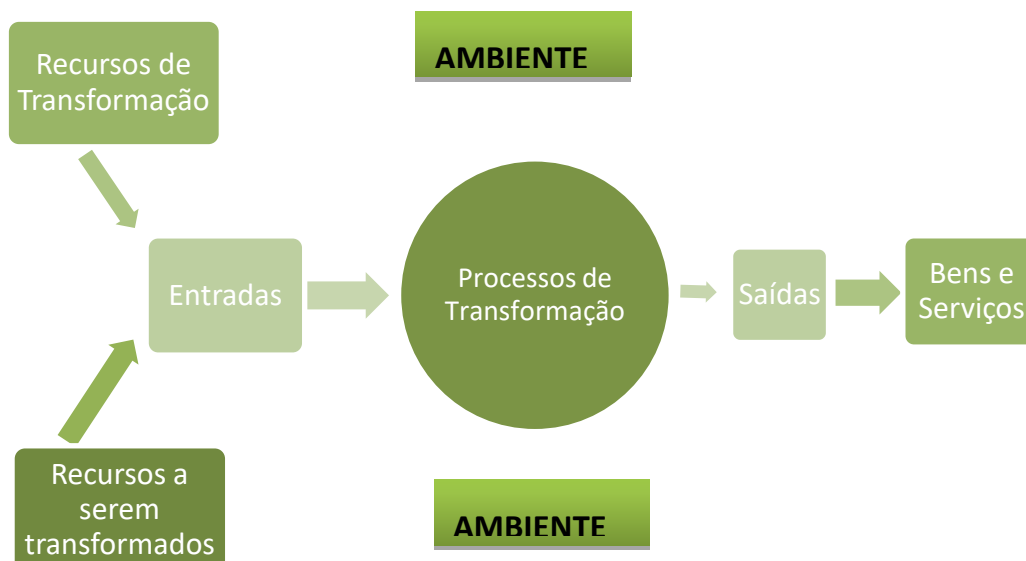 Recursos de
Transformação
AMBIENTE
Entradas
Processos de
Transformação
Saídas
Bens e
Serviços
Recursos a
serem
transformados
AMBIENTE